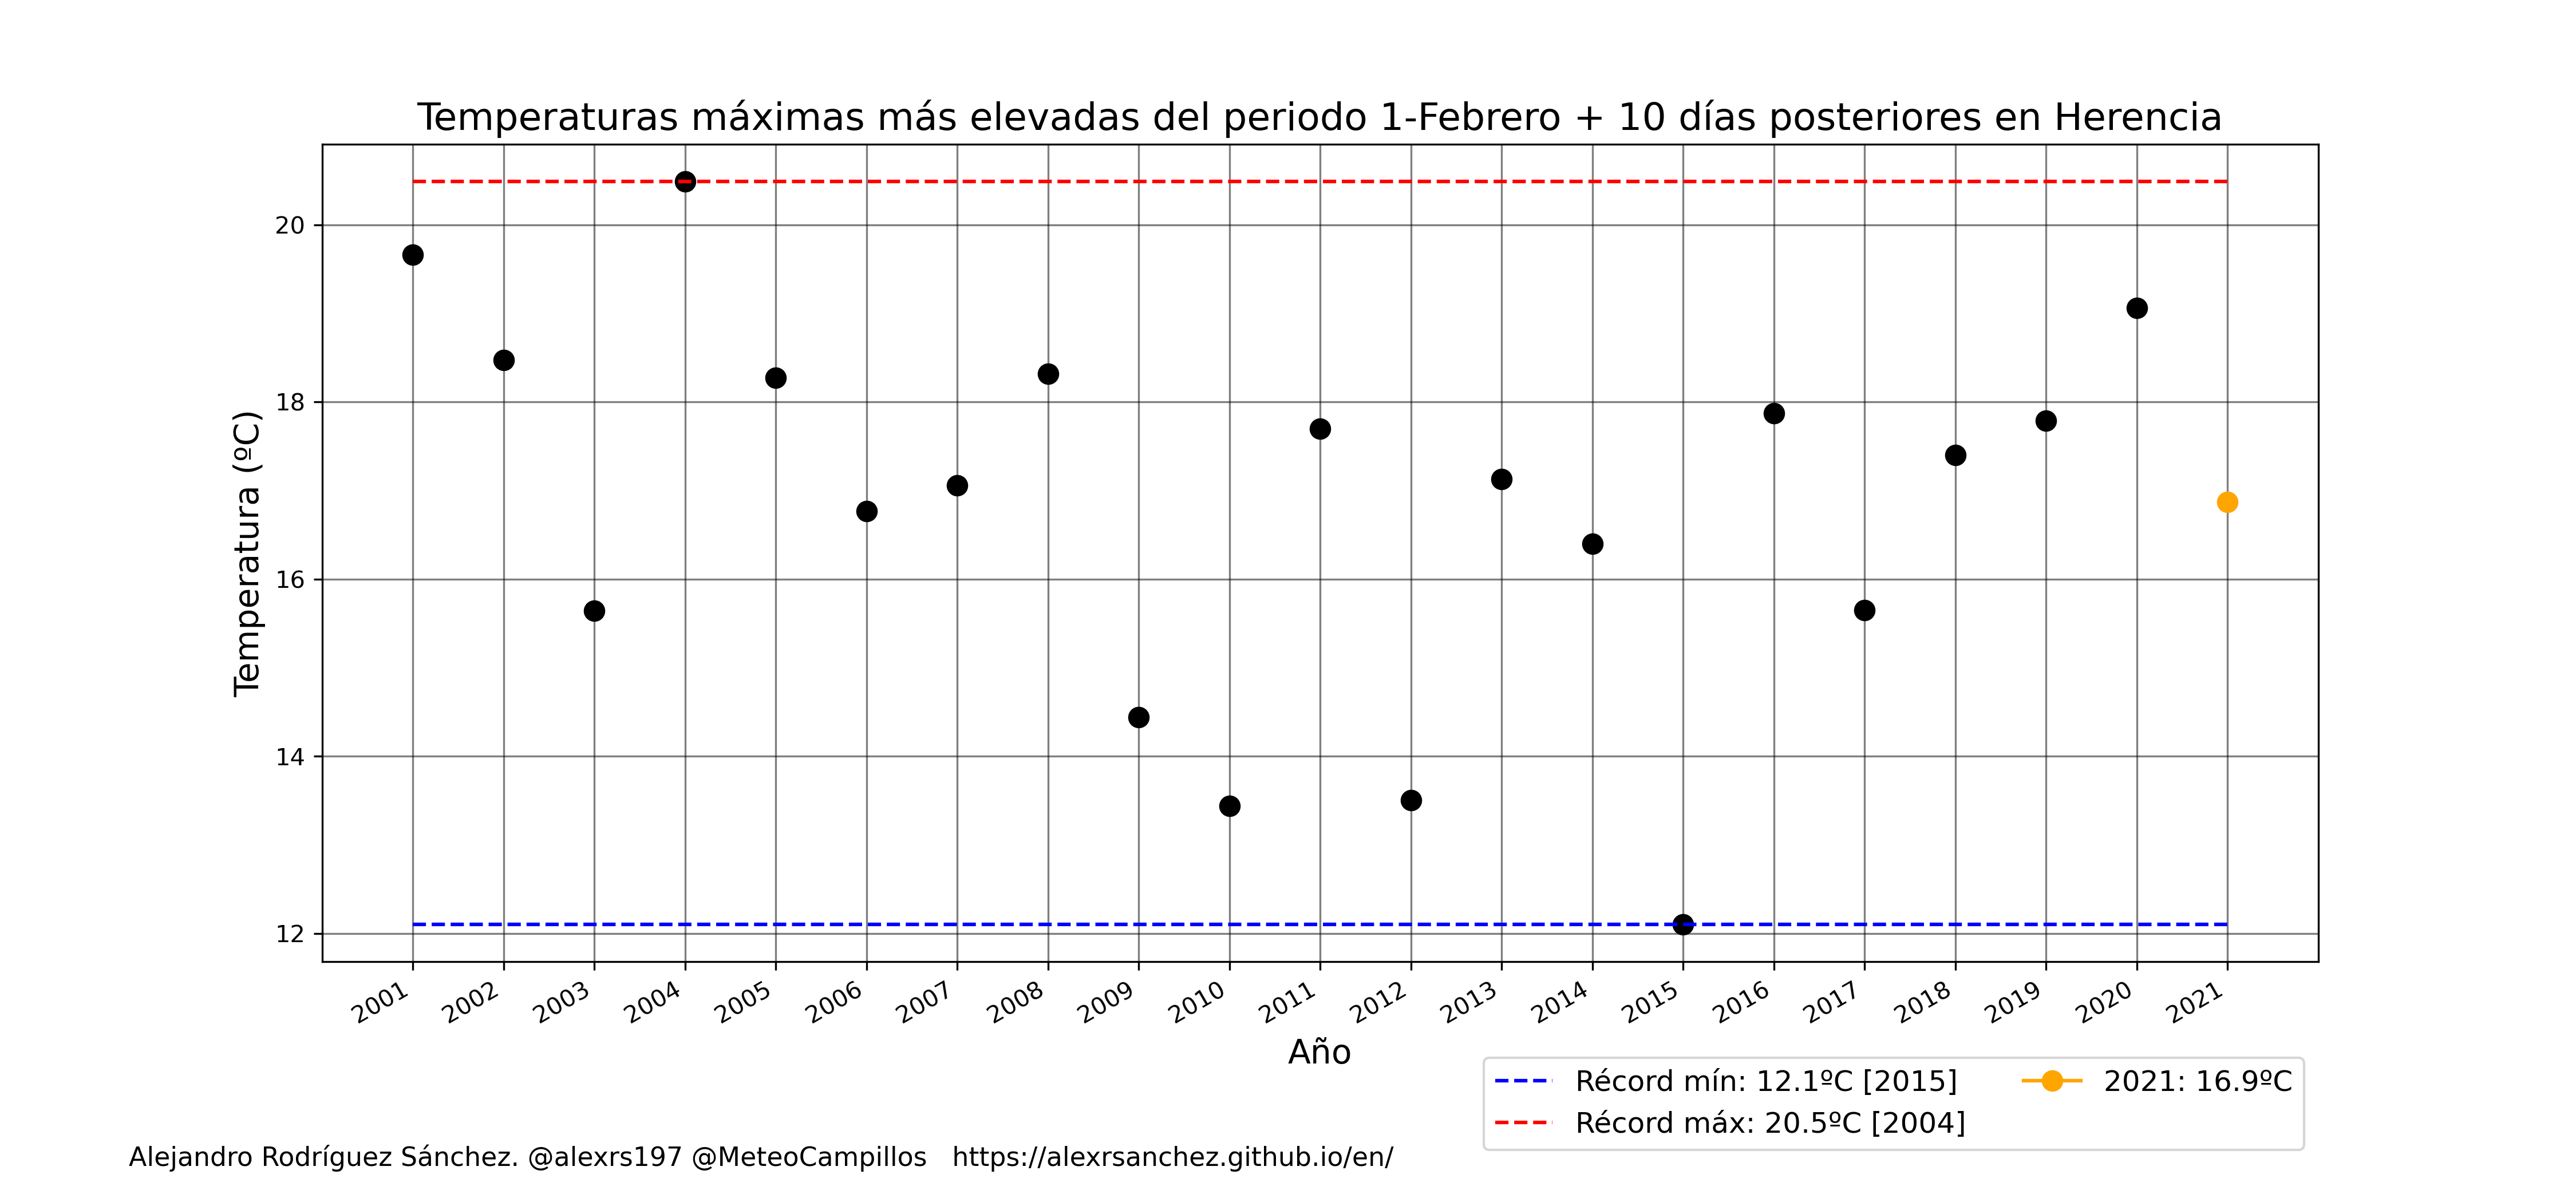 Temperaturas máximas más elevadas del periodo 1-Febrero + 10 días posteriores en Herencia
Temperatura (ºC)
20
18
16
14
12
2001 2002 2003 2004 2005 2006 2007 2008 2009 2010 2011 2012 2013 2014 2015 2016 2017 2018 2019 2020 2021
Año
Récord mín: 12.1ºC [2015]
Récord máx: 20.5ºC [2004]
2021: 16.9ºC
Alejandro Rodríguez Sánchez. @alexrs197 @MeteoCampillos https://alexrsanchez.github.io/en/